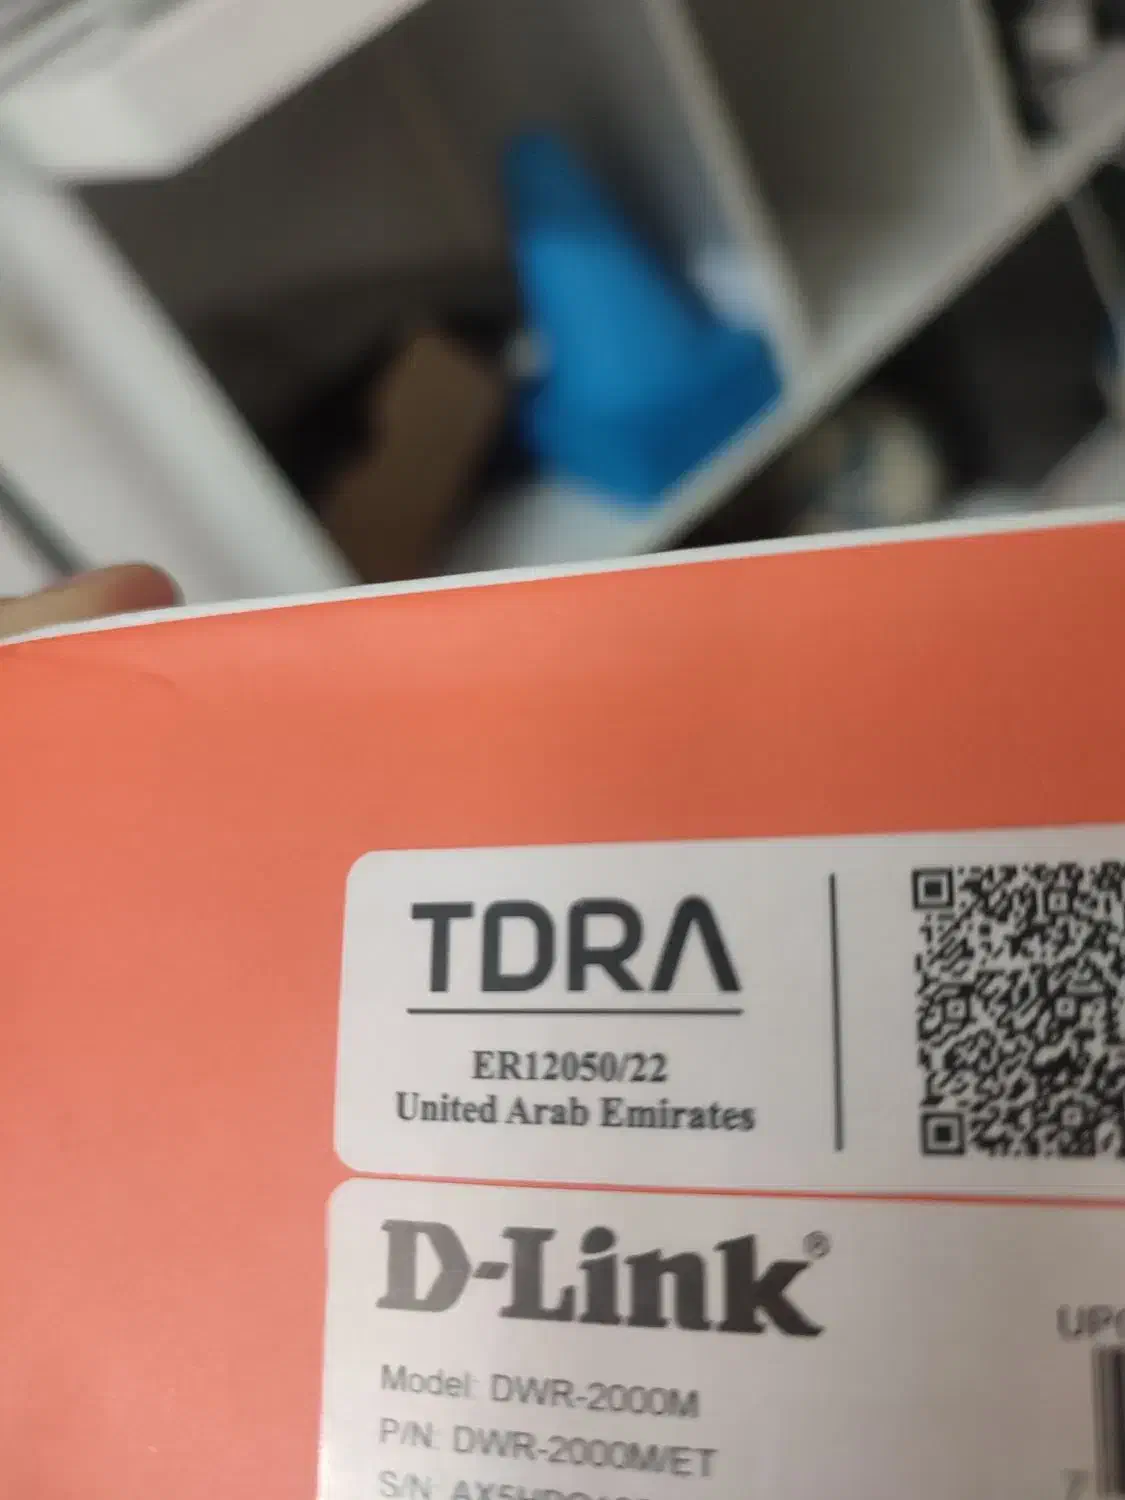 TDRA
ER12050/22
United Arab Emirates
D-Link®
Model: DWR-2000M
P/N: DWR-2000M/ET
S/N: